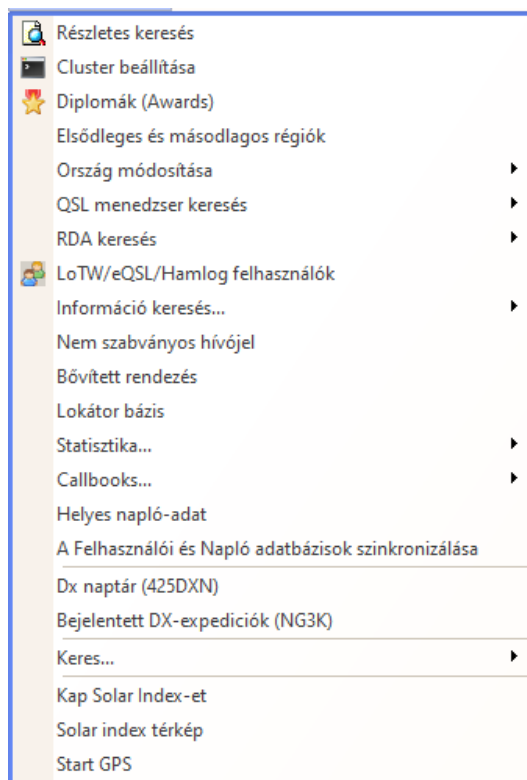 Részletes keresés
Cluster beállítása
Diplomák (Awards)
Elsődleges és másodlagos régiók
Ország módosítása
QSL menedzser keresés
RDA keresés
LoTW/eQSL/Hamlog felhasználók
Információ keresés...
Nem szabványos hívójel
Bővített rendezés
Lokátor bázis
Statisztika...
Callbooks...
Helyes napló-adat
A Felhasználói és Napló adatbázisok szinkronizálása
Dx naptár (425DXN)
Bejelentett DX-expediciók (NG3K)
Keres...
Kap Solar Index-et
Solar index térkép
Start GPS